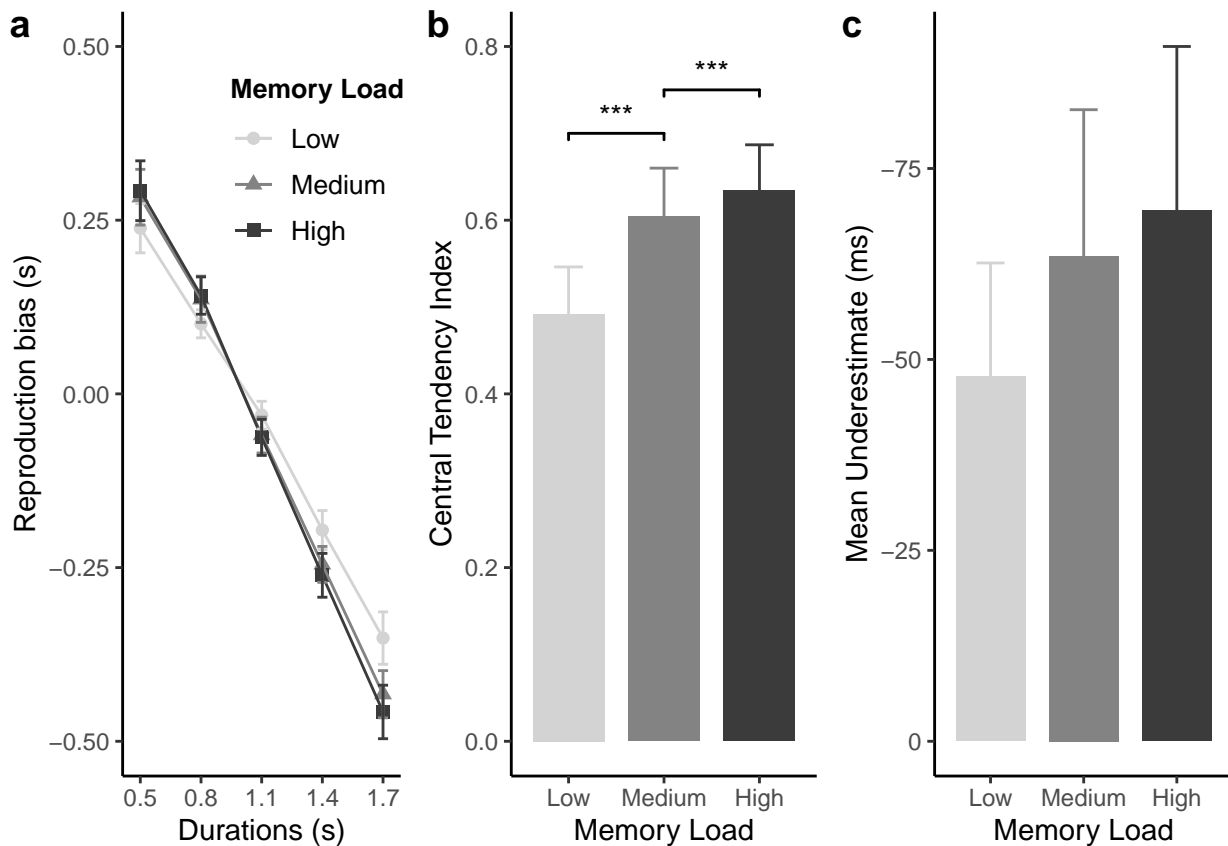 a
0.50
0.25
0.00
−0.25
−0.50
Reproduction bias (s)
Memory Load
Low
Medium
High
0.5 0.8 1.1 1.4 1.7
Durations (s)
b
0.8
0.6
0.4
0.2
0.0
Central Tendency Index
***
***
Low Medium High
Memory Load
c
−75
−50
−25
0
Mean Underestimate (ms)
Low Medium High
Memory Load